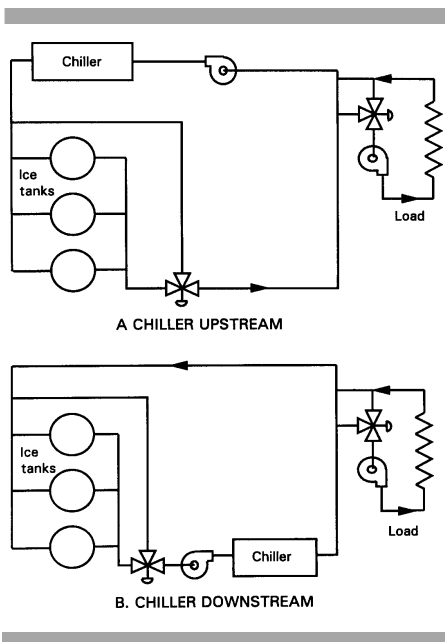 Chiller
Ice
tanks
Load
A CHILLER UPSTREAM
Ice
tanks
Load
Chiller
B. CHILLER DOWNSTREAM